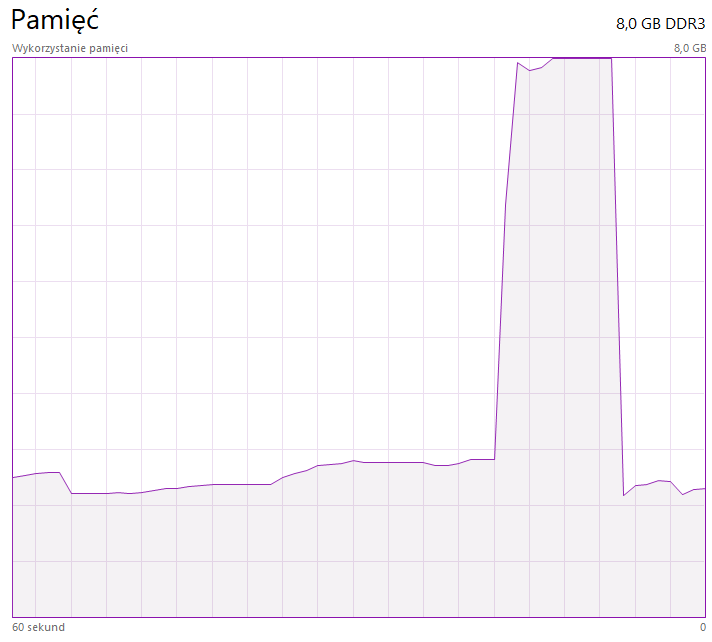 Pamięć
8,0 GB DDR3
Wykorzystanie pamięci
8,0 GB
60 sekund
0